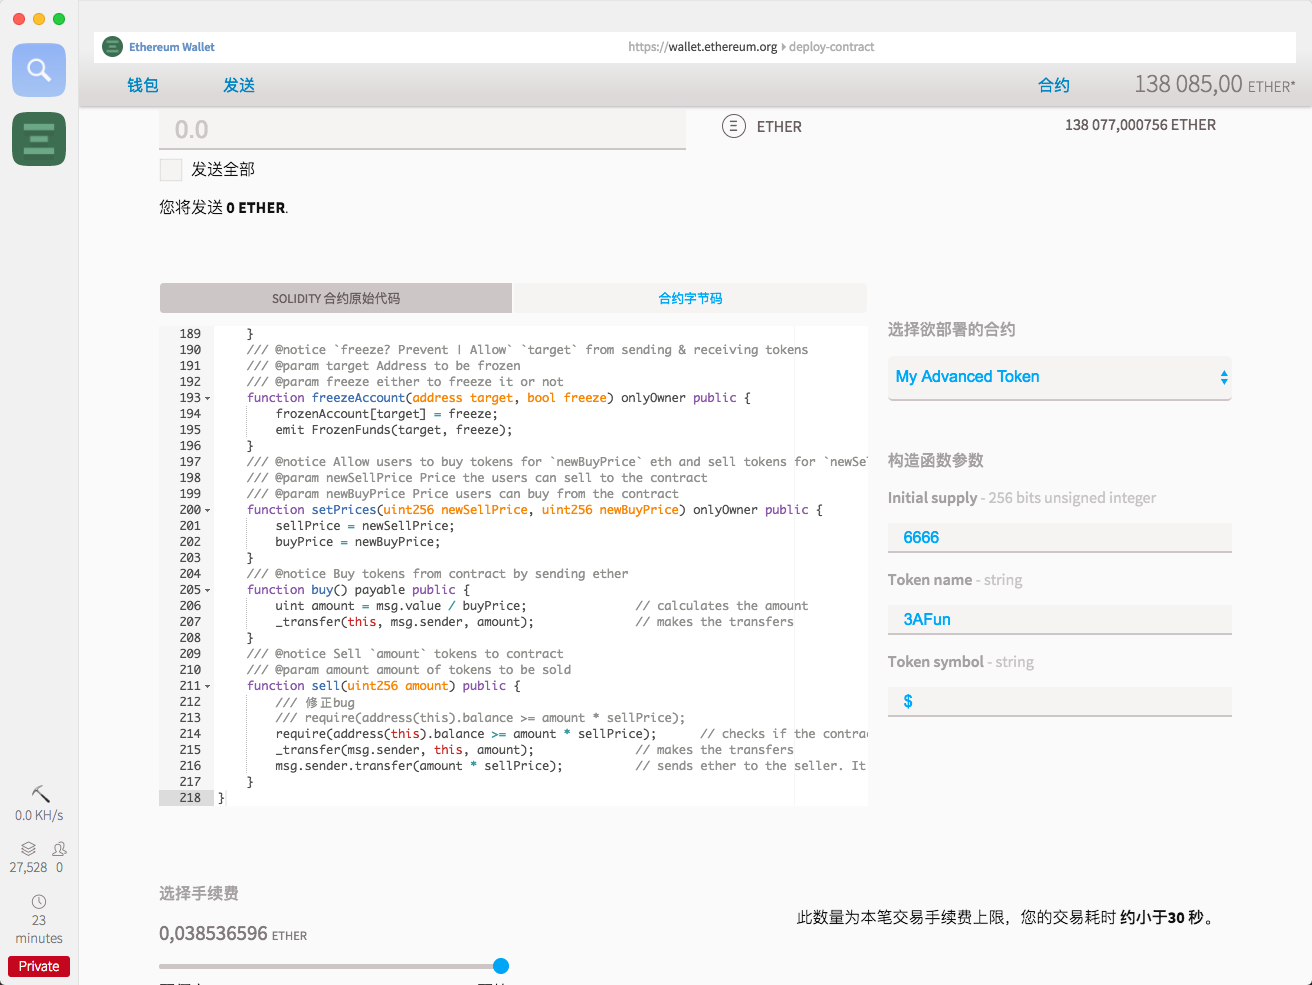 Ethereum Wallet
https://wallet.ethereum.org ▸ deploy-contract
钱包
发送
合约
138 085,00 ETHER*
0.0
ETHER
138 077,000756 ETHER
发送全部
您将发送 0 ETHER.
SOLIDITY 合约原始代码
合约字节码
189 }
190 /// @notice `freeze? Prevent | Allow` `target` from sending & receiving tokens
191 /// @param target Address to be frozen
192 /// @param freeze either to freeze it or not
193 function freezeAccount(address target, bool freeze) onlyOwner public {
194 frozenAccount[target] = freeze;
195 emit FrozenFunds(target, freeze);
196 }
197 /// @notice Allow users to buy tokens for `newBuyPrice` eth and sell tokens for `newSel
198 /// @param newSellPrice Price the users can sell to the contract
199 /// @param newBuyPrice Price users can buy from the contract
200 function setPrices(uint256 newSellPrice, uint256 newBuyPrice) onlyOwner public {
201 sellPrice = newSellPrice;
202 buyPrice = newBuyPrice;
203 }
204 /// @notice Buy tokens from contract by sending ether
205 function buy() payable public {
206 uint amount = msg.value / buyPrice; // calculates the amount
207 _transfer(this, msg.sender, amount); // makes the transfers
208 }
209 /// @notice Sell `amount` tokens to contract
210 /// @param amount amount of tokens to be sold
211 function sell(uint256 amount) public {
212 /// 修正bug
213 /// require(address(this).balance >= amount * sellPrice);
214 require(address(this).balance >= amount * sellPrice); // checks if the contra
215 _transfer(msg.sender, this, amount); // makes the transfers
216 msg.sender.transfer(amount * sellPrice); // sends ether to the seller. It
217 }
218 }
选择欲部署的合约
My Advanced Token
构造函数参数
Initial supply - 256 bits unsigned integer
6666
Token name - string
3AFun
Token symbol - string
$
选择手续费
0,038536596 ETHER
此数量为本笔交易手续费上限，您的交易耗时 约小于30 秒。
0.0 KH/s
27,528 0
23
minutes
Private